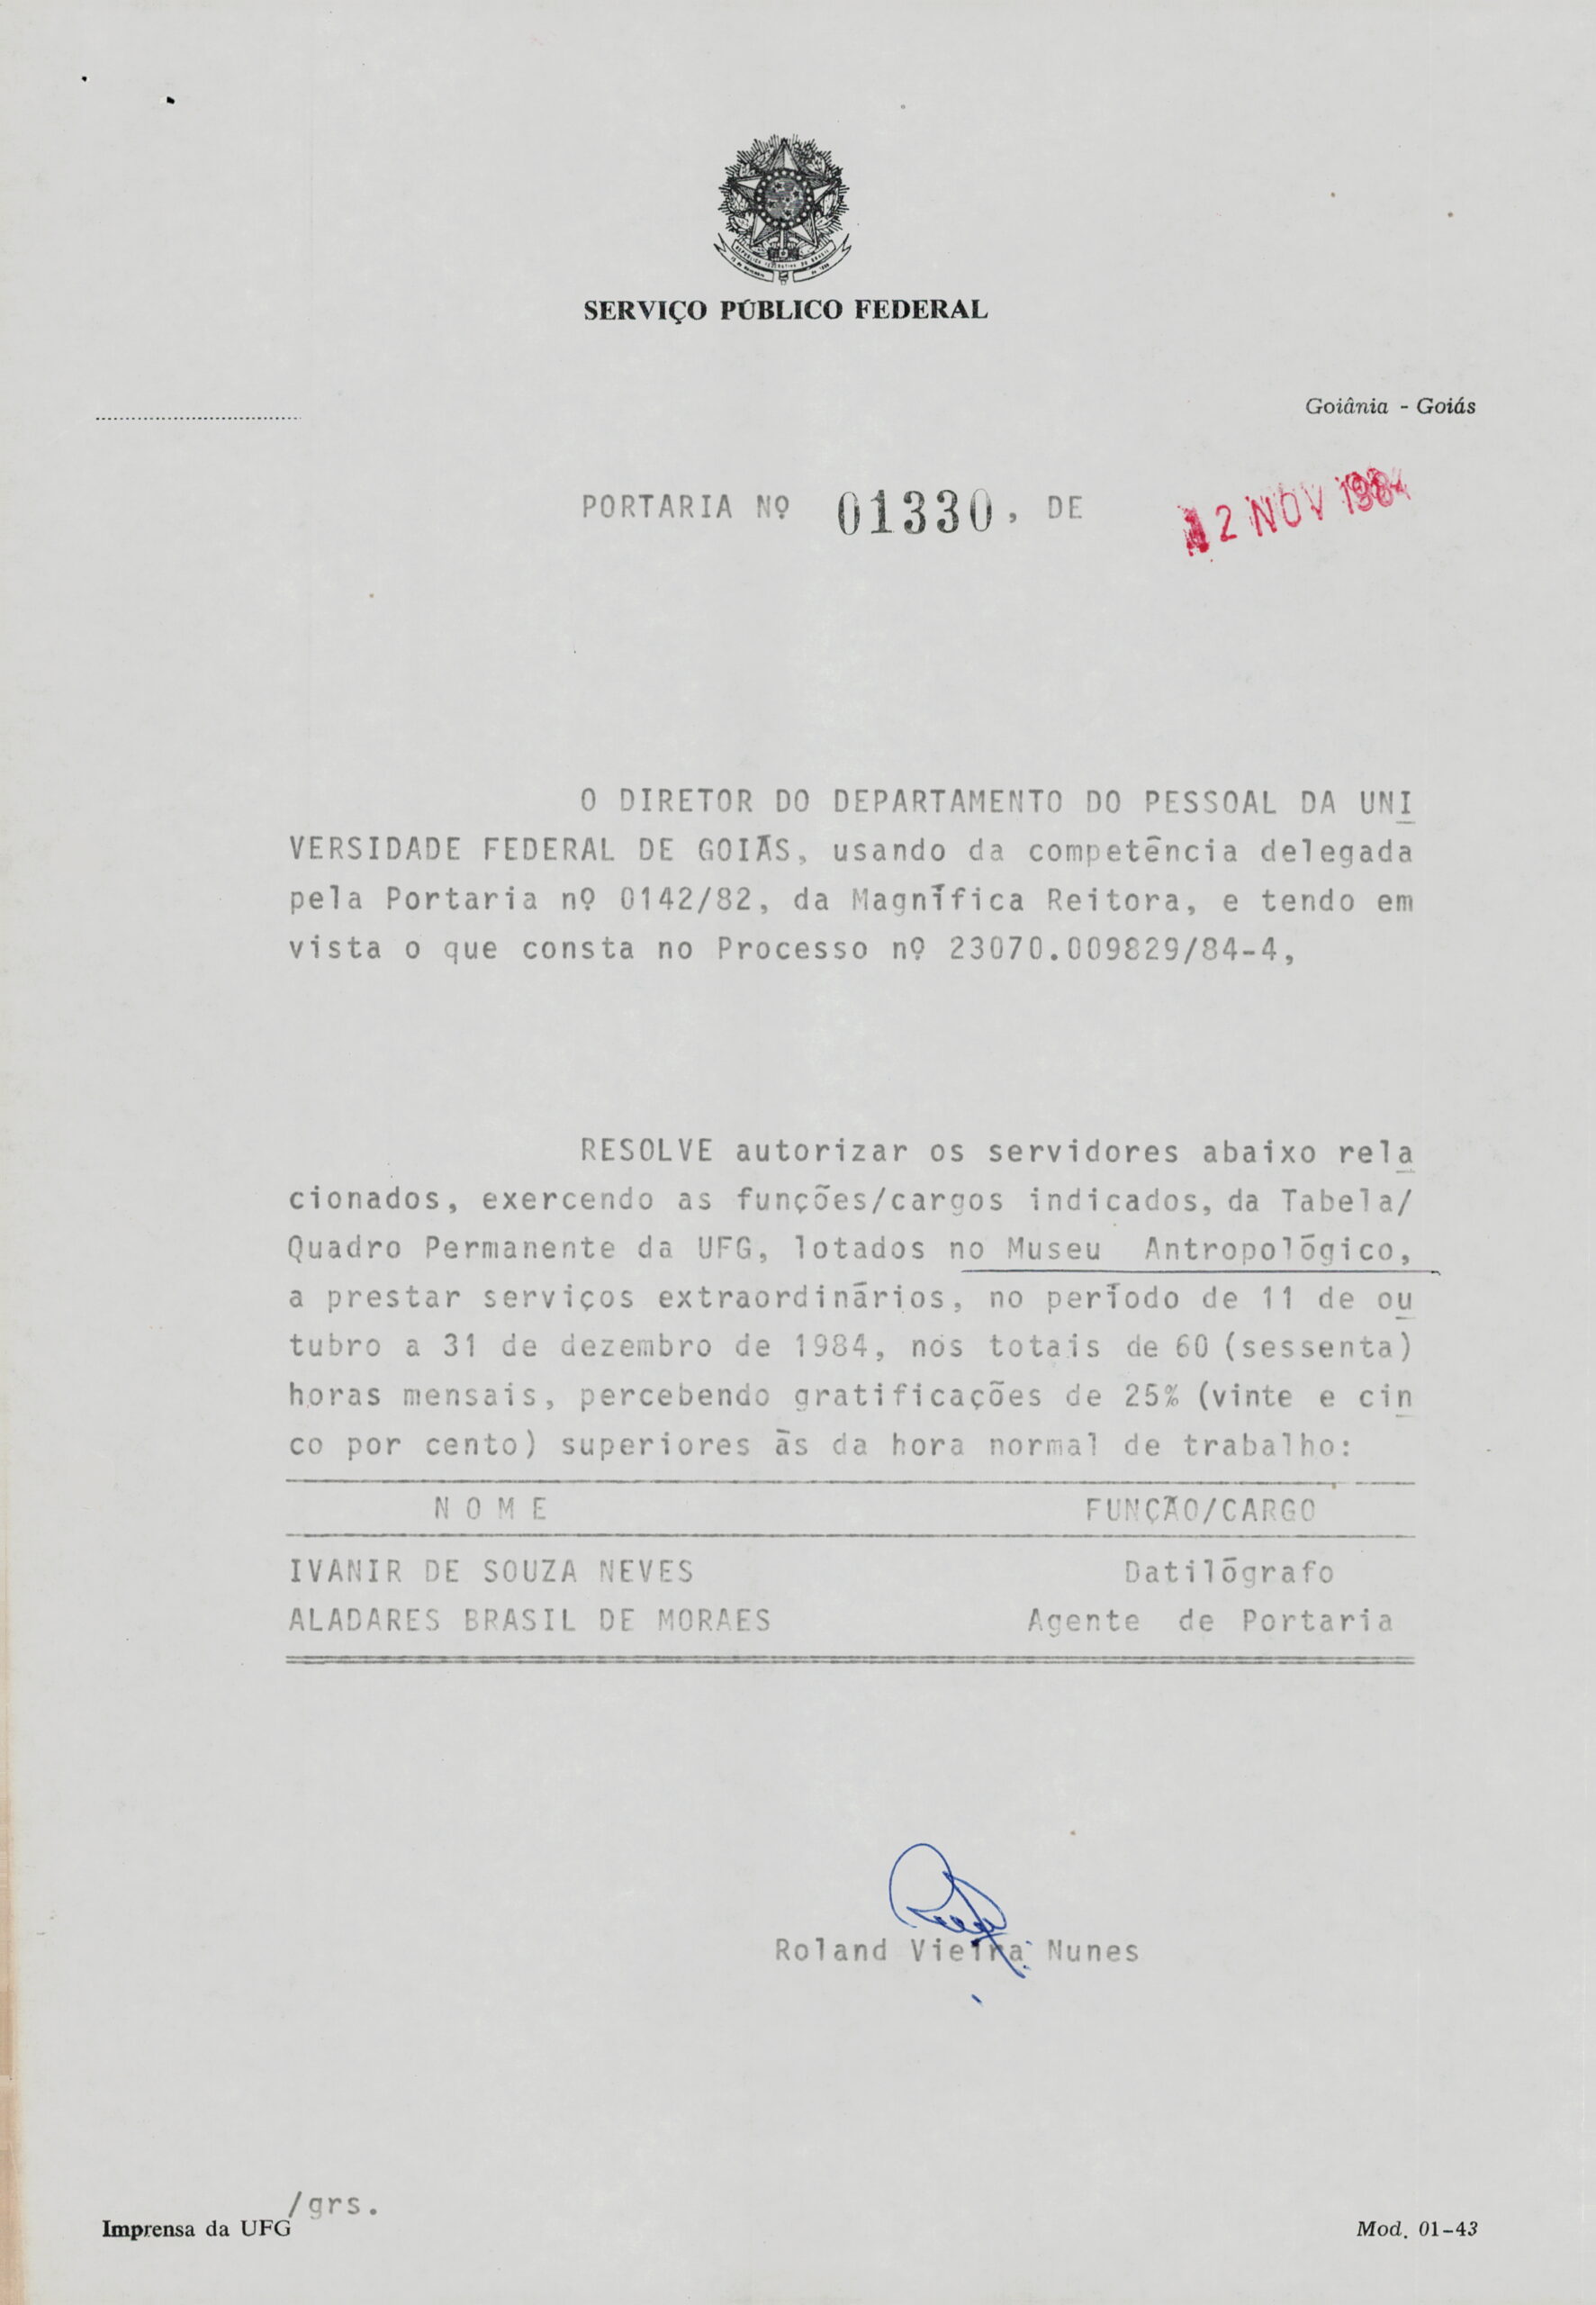 SERVIÇO PÚBLICO FEDERAL
Goiânia - Goiás
PORTARIA Nº 01330, DE 12 NOV 1984
O DIRETOR DO DEPARTAMENTO DO PESSOAL DA UNI
VERSIDADE FEDERAL DE GOIÁS, usando da competência delegada
pela Portaria nº 0142/82, da Magnífica Reitora, e tendo em
vista o que consta no Processo nº 23070.009829/84-4,
RESOLVE autorizar os servidores abaixo rela
cionados, exercendo as funções/cargos indicados, da Tabela/
Quadro Permanente da UFG, lotados no Museu Antropológico,
a prestar serviços extraordinários, no período de 11 de ou
tubro a 31 de dezembro de 1984, nos totais de 60 (sessenta)
horas mensais, percebendo gratificações de 25% (vinte e cin
co por cento) superiores às da hora normal de trabalho:
N O M E FUNÇÃO/CARGO
IVANIR DE SOUZA NEVES Datilógrafo
ALADARES BRASIL DE MORAES Agente de Portaria
Roland Vieira Nunes
/grs.
Imprensa da UFG Mod. 01-43